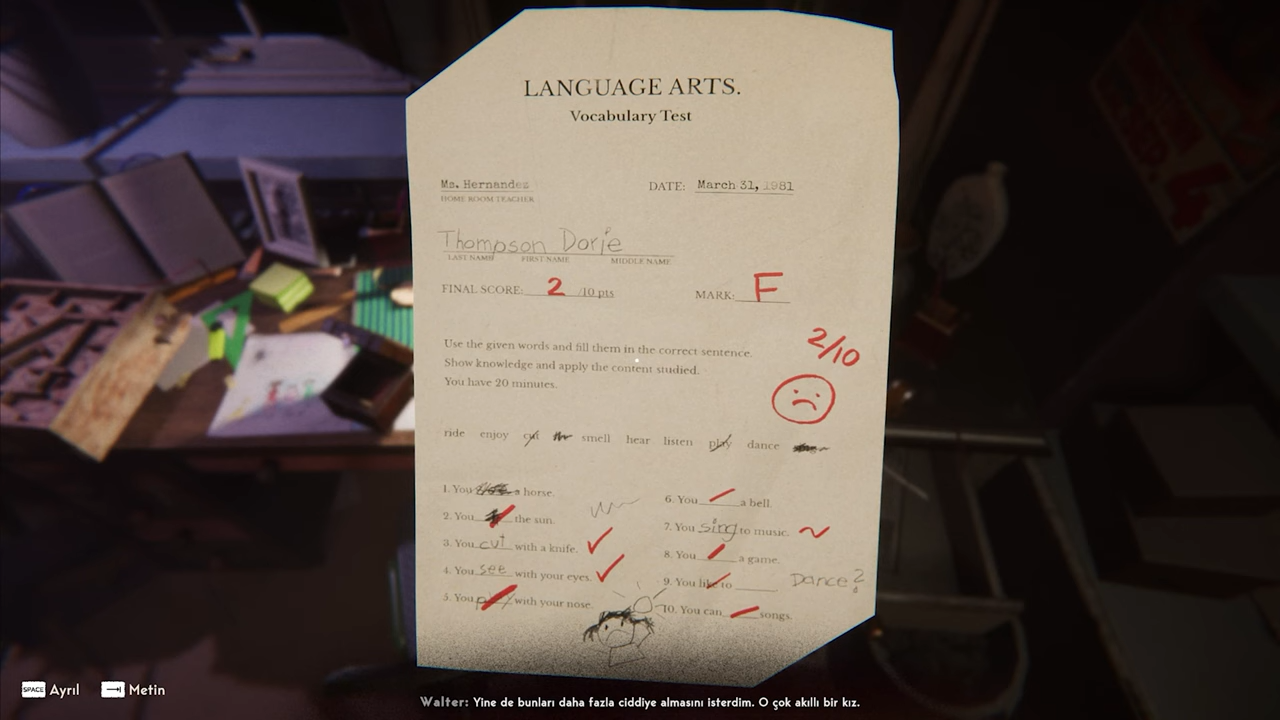 LANGUAGE ARTS.
Vocabulary Test
Ms. Hernandez
DATE: March 31, 1981
HOME ROOM TEACHER
Thompson Dorie
LAST NAME FIRST NAME MIDDLE NAME
FINAL SCORE: 2 /10 pts
MARK: F
2/10
Use the given words and fill them in the correct sentence.
Show knowledge and apply the content studied.
You have 20 minutes.
ride enjoy cut smell hear listen play dance
1. You a horse.
2. You the sun.
3. You cut with a knife.
4. You see with your eyes.
5. You play with your nose.
6. You a bell.
7. You sing to music.
8. You a game.
9. You like to Dance?
10. You can songs.
SPACE Ayrıl
Metin
Walter: Yine de bunları daha fazla ciddiye almasını isterdim. O çok akıllı bir kız.